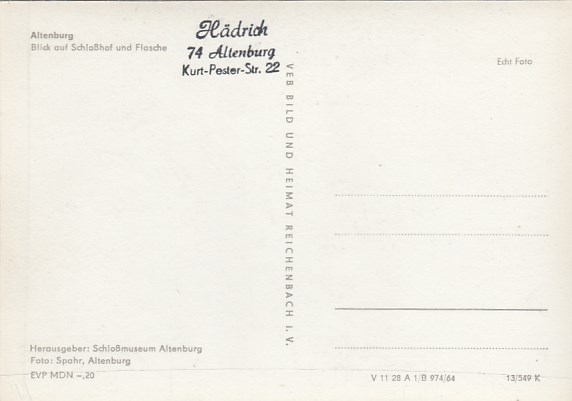 Altenburg
Blick auf Schloßhof und Flasche
Hädrich
74 Altenburg
Kurt-Pester-Str. 22
Echt Foto
VEB BILD UND HEIMAT REICHENBACH I. V.
Herausgeber: Schloßmuseum Altenburg
Foto: Spahr, Altenburg
EVP MDN –,20
V 11 28 A 1/B 974/64
13/549 K